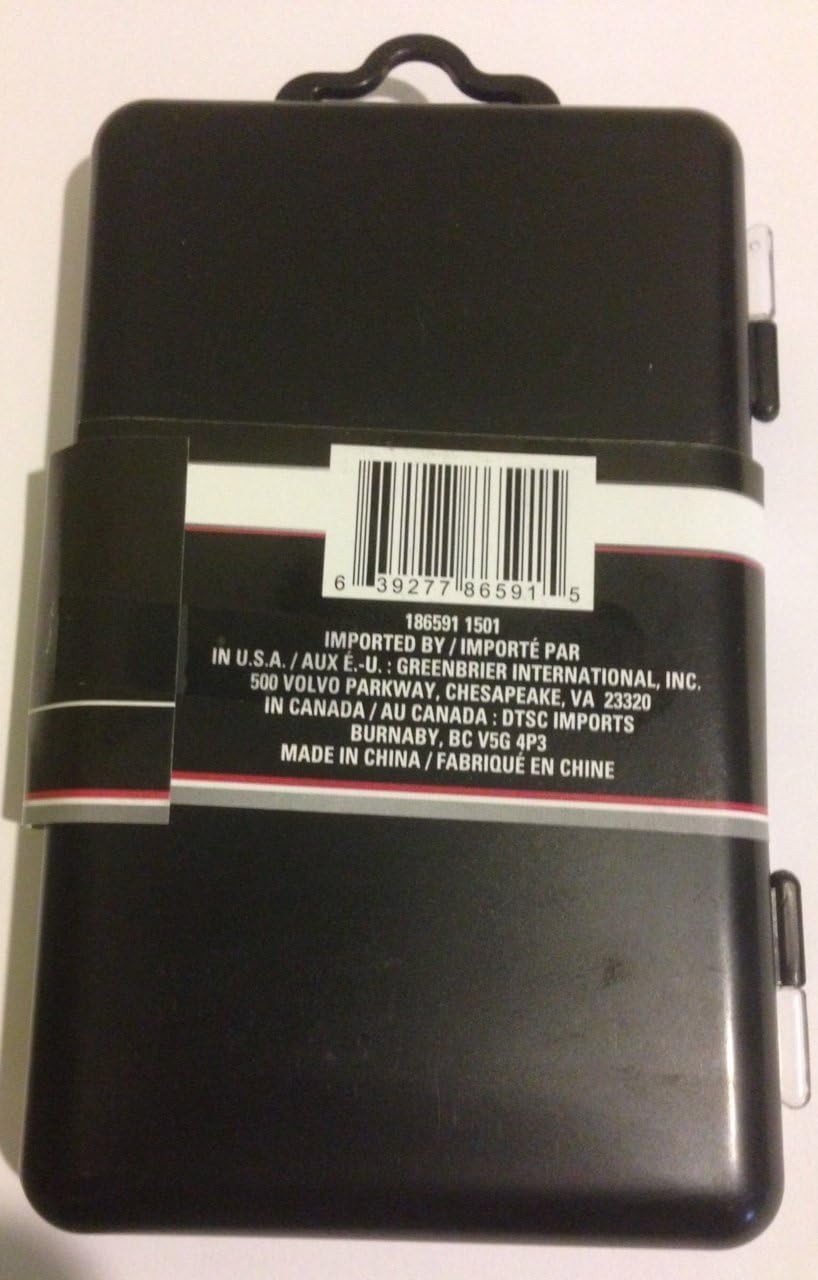 6 39277 86591 5
186591 1501
IMPORTED BY / IMPORTÉ PAR
IN U.S.A. / AUX É.-U. : GREENBRIER INTERNATIONAL, INC.
500 VOLVO PARKWAY, CHESAPEAKE, VA 23320
IN CANADA / AU CANADA : DTSC IMPORTS
BURNABY, BC V5G 4P3
MADE IN CHINA / FABRIQUÉ EN CHINE